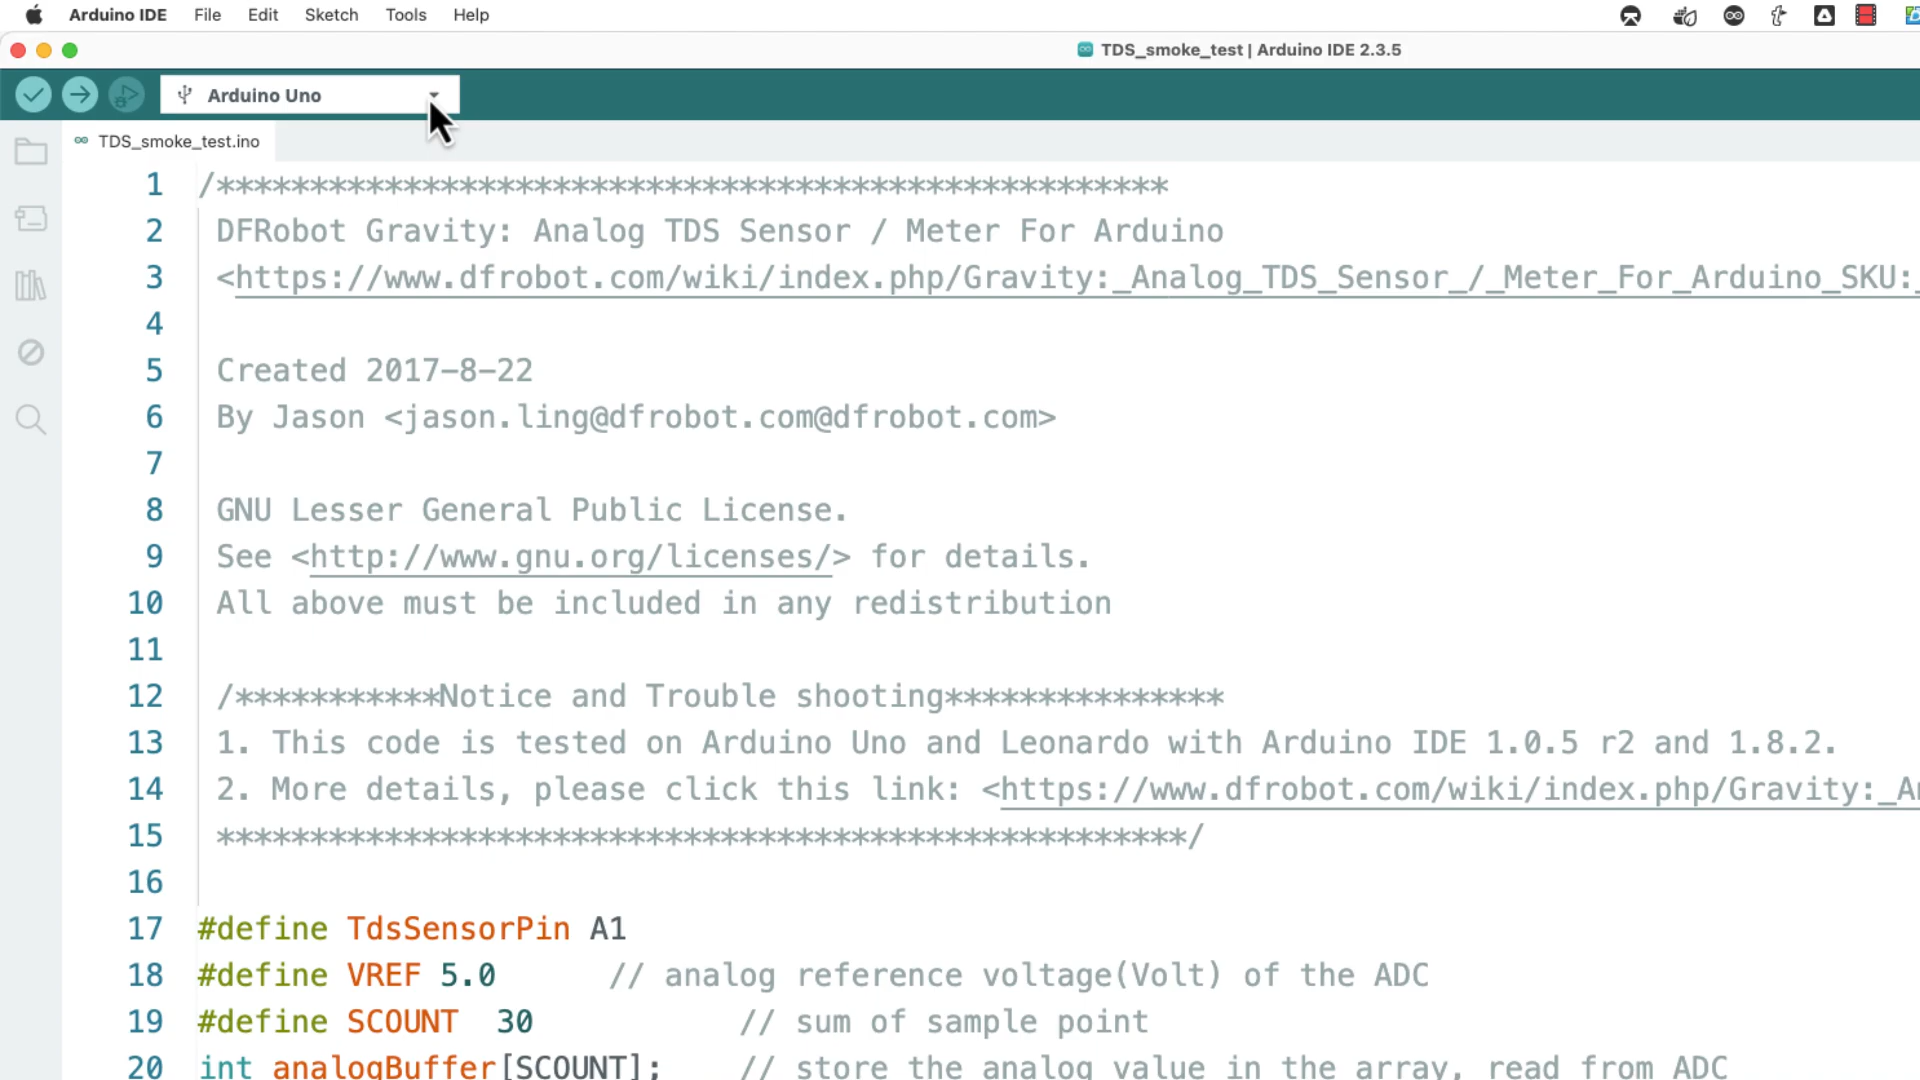 Arduino IDE File Edit Sketch Tools Help
TDS_smoke_test | Arduino IDE 2.3.5
Arduino Uno
TDS_smoke_test.ino
1 /***************************************************
2 DFRobot Gravity: Analog TDS Sensor / Meter For Arduino
3 <https://www.dfrobot.com/wiki/index.php/Gravity:_Analog_TDS_Sensor_/_Meter_For_Arduino_SKU:_
4
5 Created 2017-8-22
6 By Jason <jason.ling@dfrobot.com@dfrobot.com>
7
8 GNU Lesser General Public License.
9 See <http://www.gnu.org/licenses/> for details.
10 All above must be included in any redistribution
11
12 /***********Notice and Trouble shooting***************
13 1. This code is tested on Arduino Uno and Leonardo with Arduino IDE 1.0.5 r2 and 1.8.2.
14 2. More details, please click this link: <https://www.dfrobot.com/wiki/index.php/Gravity:_An
15 ****************************************************/
16
17 #define TdsSensorPin A1
18 #define VREF 5.0 // analog reference voltage(Volt) of the ADC
19 #define SCOUNT 30 // sum of sample point
20 int analogBuffer[SCOUNT]; // store the analog value in the array, read from ADC